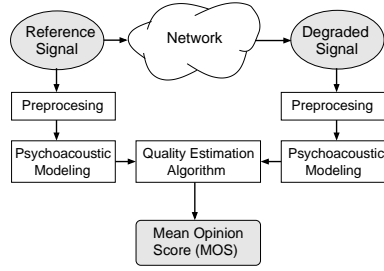 Reference
Signal
Network
Degraded
Signal
Preprocesing
Preprocesing
Psychoacoustic
Modeling
Quality Estimation
Algorithm
Psychoacoustic
Modeling
Mean Opinion
Score (MOS)